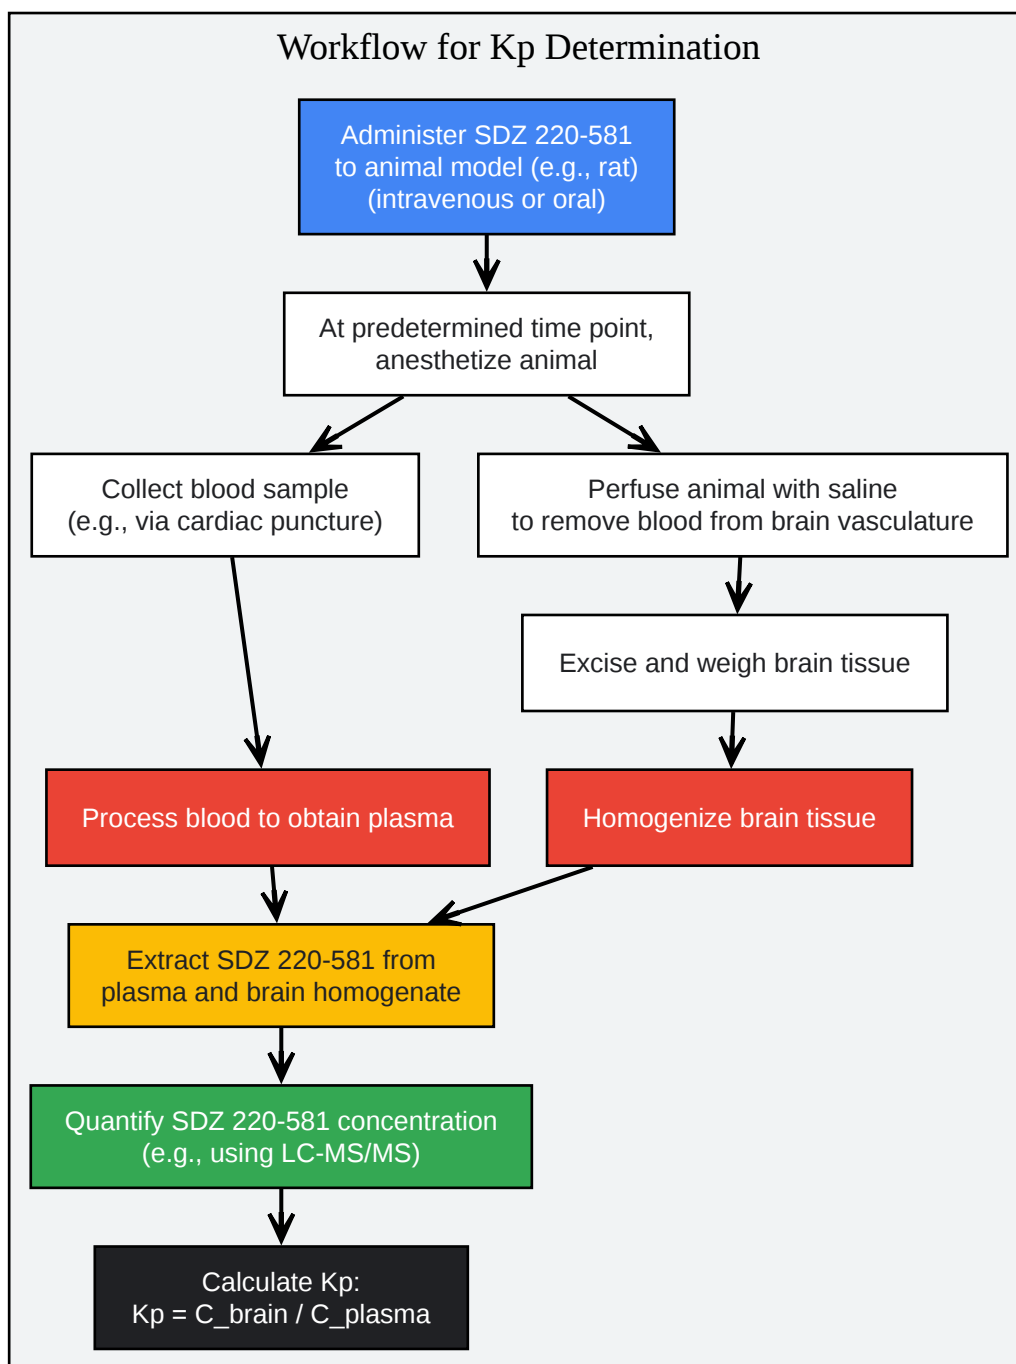 Workflow for Kp Determination
Administer SDZ 220-581
to animal model (e.g., rat)
(intravenous or oral)
At predetermined time point,
anesthetize animal
Collect blood sample
(e.g., via cardiac puncture)
Perfuse animal with saline
to remove blood from brain vasculature
Excise and weigh brain tissue
Process blood to obtain plasma
Homogenize brain tissue
Extract SDZ 220-581 from
plasma and brain homogenate
Quantify SDZ 220-581 concentration
(e.g., using LC-MS/MS)
Calculate Kp:
Kp = C_brain / C_plasma